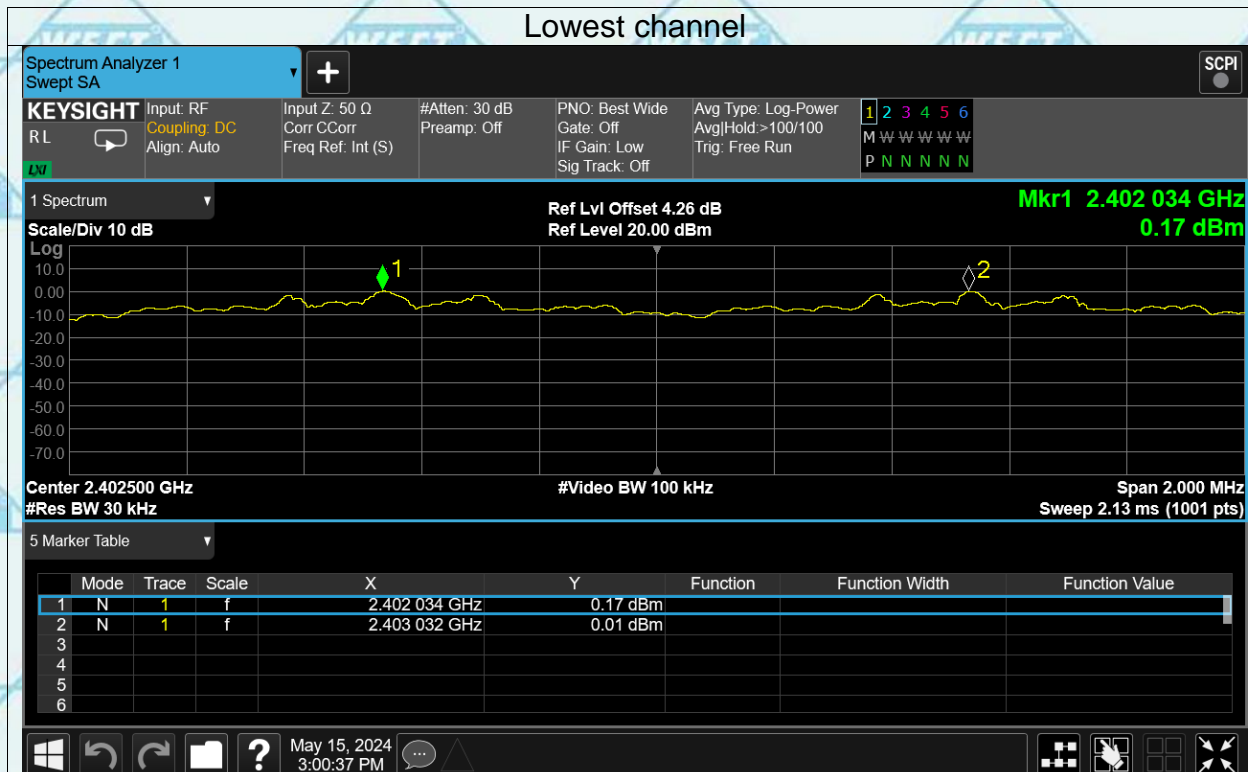 Lowest channel
Spectrum Analyzer 1
Swept SA
SCPI
KEYSIGHT Input: RF Input Z: 50 Ω #Atten: 30 dB PNO: Best Wide Avg Type: Log-Power 1 2 3 4 5 6
RL Coupling: DC Corr CCorr Preamp: Off Gate: Off Avg|Hold:>100/100 M W W W W W
Align: Auto Freq Ref: Int (S) IF Gain: Low Trig: Free Run P N N N N N
LXI Sig Track: Off
1 Spectrum Ref Lvl Offset 4.26 dB Mkr1 2.402 034 GHz
Scale/Div 10 dB Ref Level 20.00 dBm 0.17 dBm
Log
10.0
0.00
-10.0
-20.0
-30.0
-40.0
-50.0
-60.0
-70.0
1
2
Center 2.402500 GHz #Video BW 100 kHz Span 2.000 MHz
#Res BW 30 kHz Sweep 2.13 ms (1001 pts)
5 Marker Table
Mode Trace Scale X Y Function Function Width Function Value
1 N 1 f 2.402 034 GHz 0.17 dBm
2 N 1 f 2.403 032 GHz 0.01 dBm
3
4
5
6
? May 15, 2024
3:00:37 PM